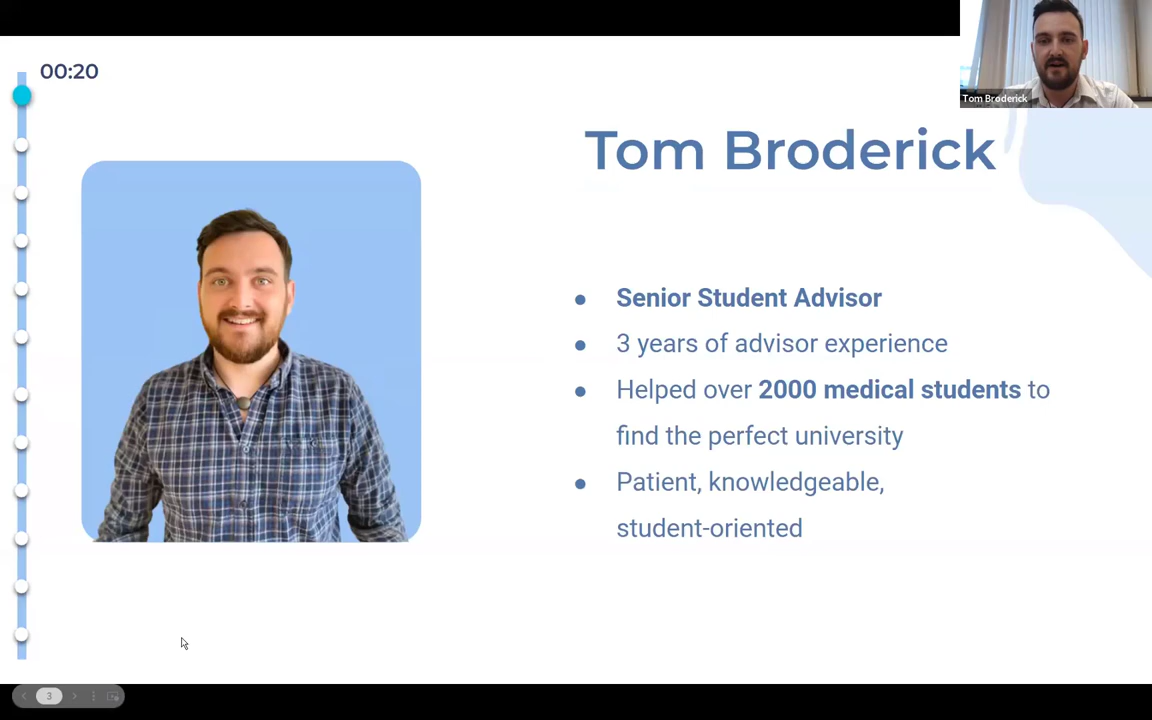 00:20
Tom Broderick
Tom Broderick
● Senior Student Advisor
● 3 years of advisor experience
● Helped over 2000 medical students to
find the perfect university
● Patient, knowledgeable,
student-oriented
3